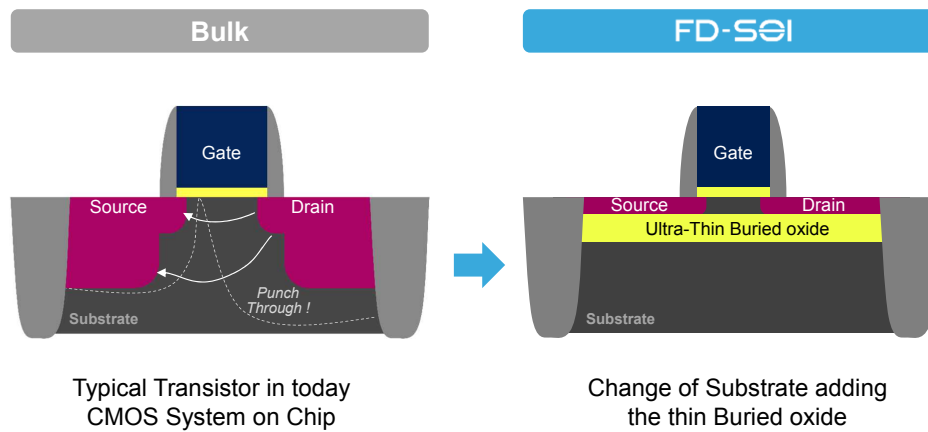 Bulk
FD-SOI
Gate
Source
Drain
Punch
Through !
Substrate
Gate
Source
Drain
Ultra-Thin Buried oxide
Substrate
Typical Transistor in today
CMOS System on Chip
Change of Substrate adding
the thin Buried oxide